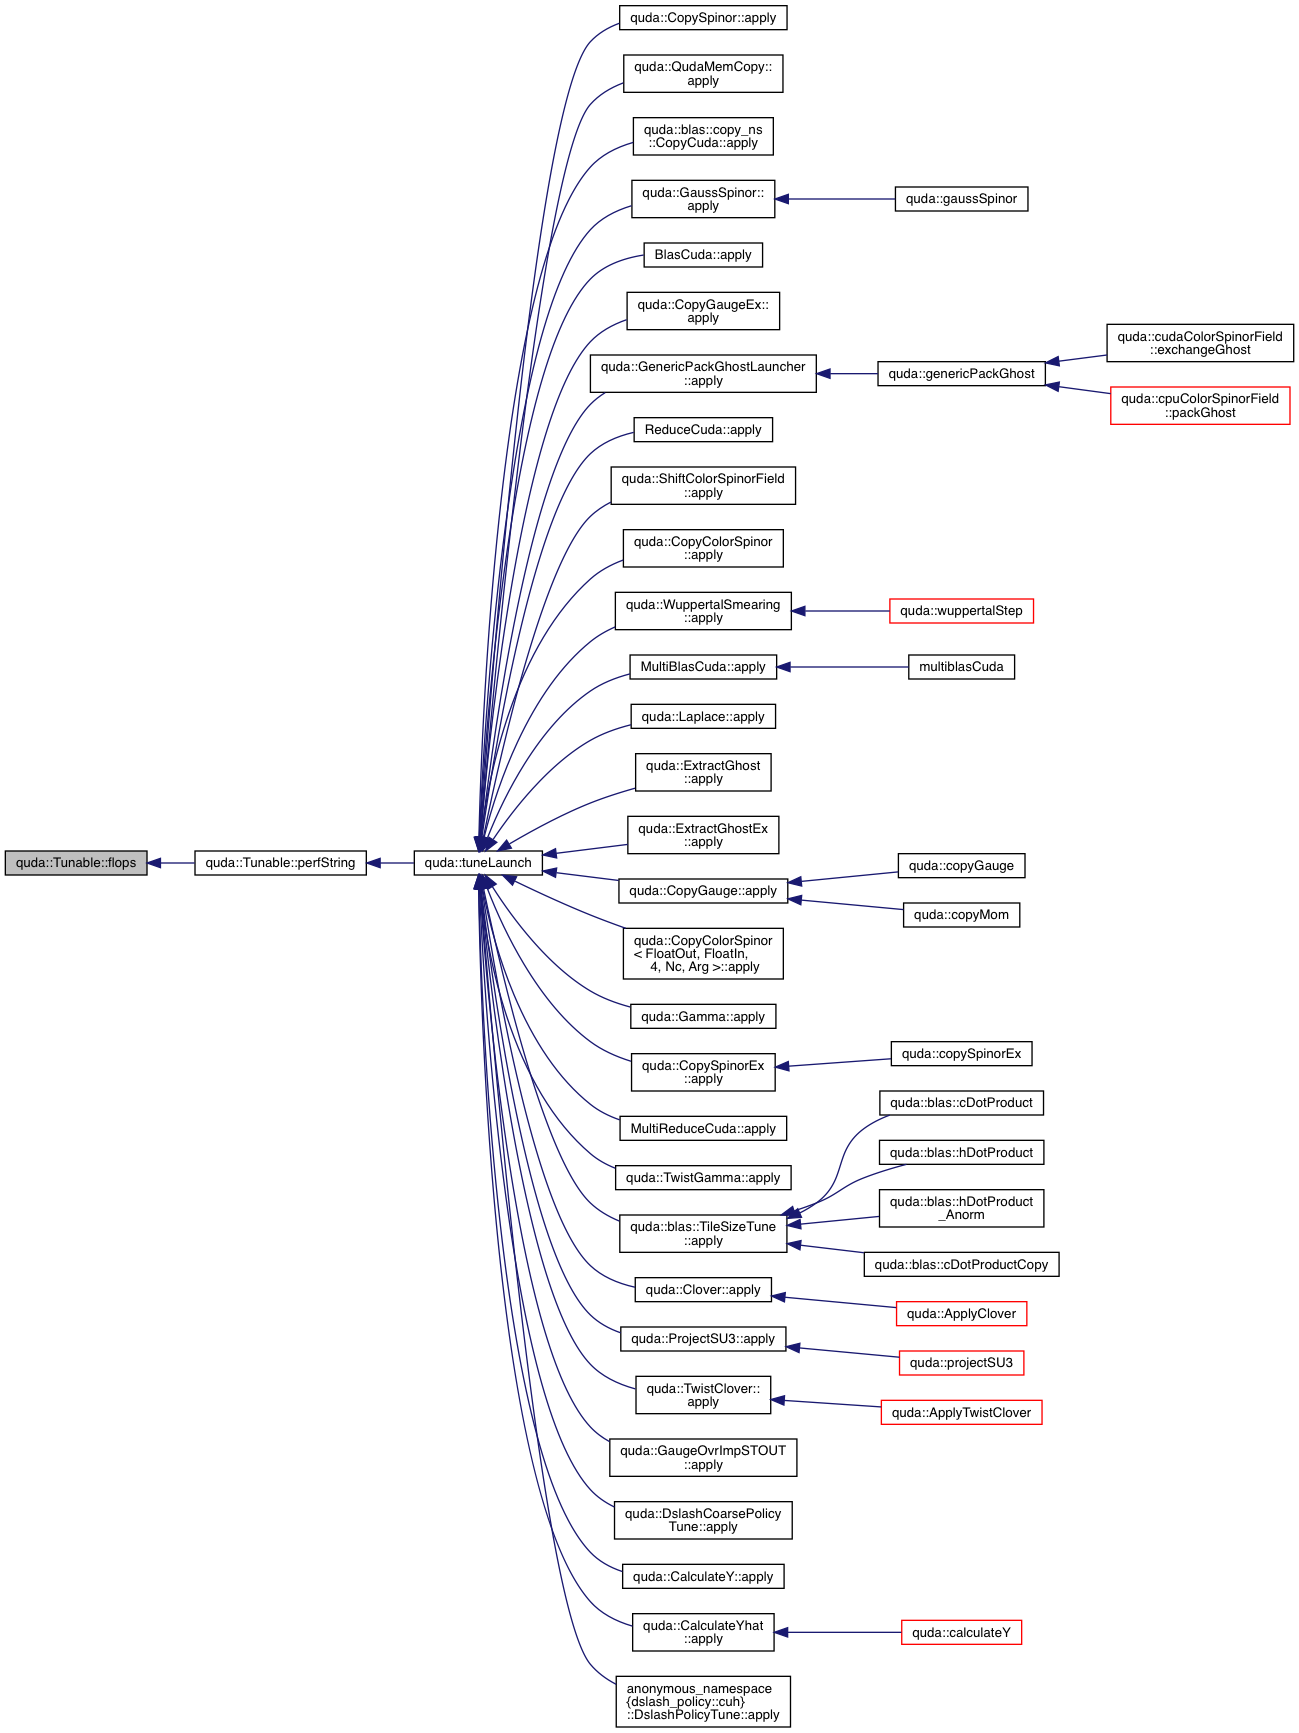 quda::CopySpinor::apply
quda::QudaMemCopy::
apply
quda::blas::copy_ns
::CopyCuda::apply
quda::GaussSpinor::
apply
quda::gaussSpinor
BlasCuda::apply
quda::CopyGaugeEx::
apply
quda::GenericPackGhostLauncher
::apply
quda::genericPackGhost
quda::cudaColorSpinorField
::exchangeGhost
quda::cpuColorSpinorField
::packGhost
ReduceCuda::apply
quda::ShiftColorSpinorField
::apply
quda::CopyColorSpinor
::apply
quda::WuppertalSmearing
::apply
quda::wuppertalStep
MultiBlasCuda::apply
multiblasCuda
quda::Laplace::apply
quda::ExtractGhost
::apply
quda::ExtractGhostEx
::apply
quda::Tunable::flops
quda::Tunable::perfString
quda::tuneLaunch
quda::CopyGauge::apply
quda::copyGauge
quda::copyMom
quda::CopyColorSpinor
< FloatOut, FloatIn,
4, Nc, Arg >::apply
quda::Gamma::apply
quda::CopySpinorEx
::apply
quda::copySpinorEx
MultiReduceCuda::apply
quda::TwistGamma::apply
quda::blas::TileSizeTune
::apply
quda::blas::cDotProduct
quda::blas::hDotProduct
quda::blas::hDotProduct
_Anorm
quda::blas::cDotProductCopy
quda::Clover::apply
quda::ApplyClover
quda::ProjectSU3::apply
quda::projectSU3
quda::TwistClover::
apply
quda::ApplyTwistClover
quda::GaugeOvrImpSTOUT
::apply
quda::DslashCoarsePolicy
Tune::apply
quda::CalculateY::apply
quda::CalculateYhat
::apply
quda::calculateY
anonymous_namespace
{dslash_policy::cuh}
::DslashPolicyTune::apply